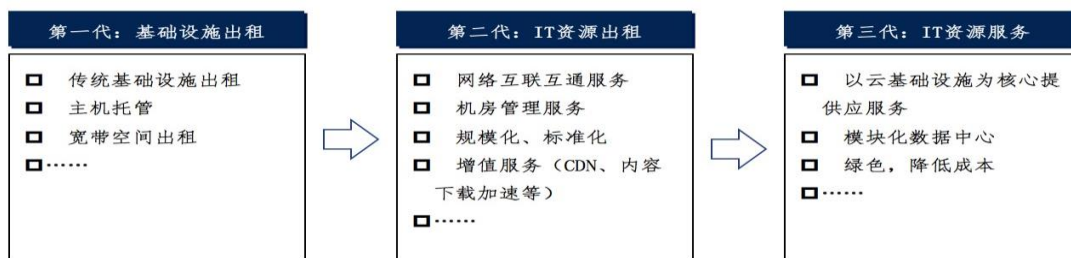 第一代：基础设施出租
传统基础设施出租
主机托管
宽带空间出租
……
第二代：IT资源出租
网络互联互通服务
机房管理服务
规模化、标准化
增值服务（CDN、内容
下载加速等）
……
第三代：IT资源服务
以云基础设施为核心提
供应服务
模块化数据中心
绿色，降低成本
……